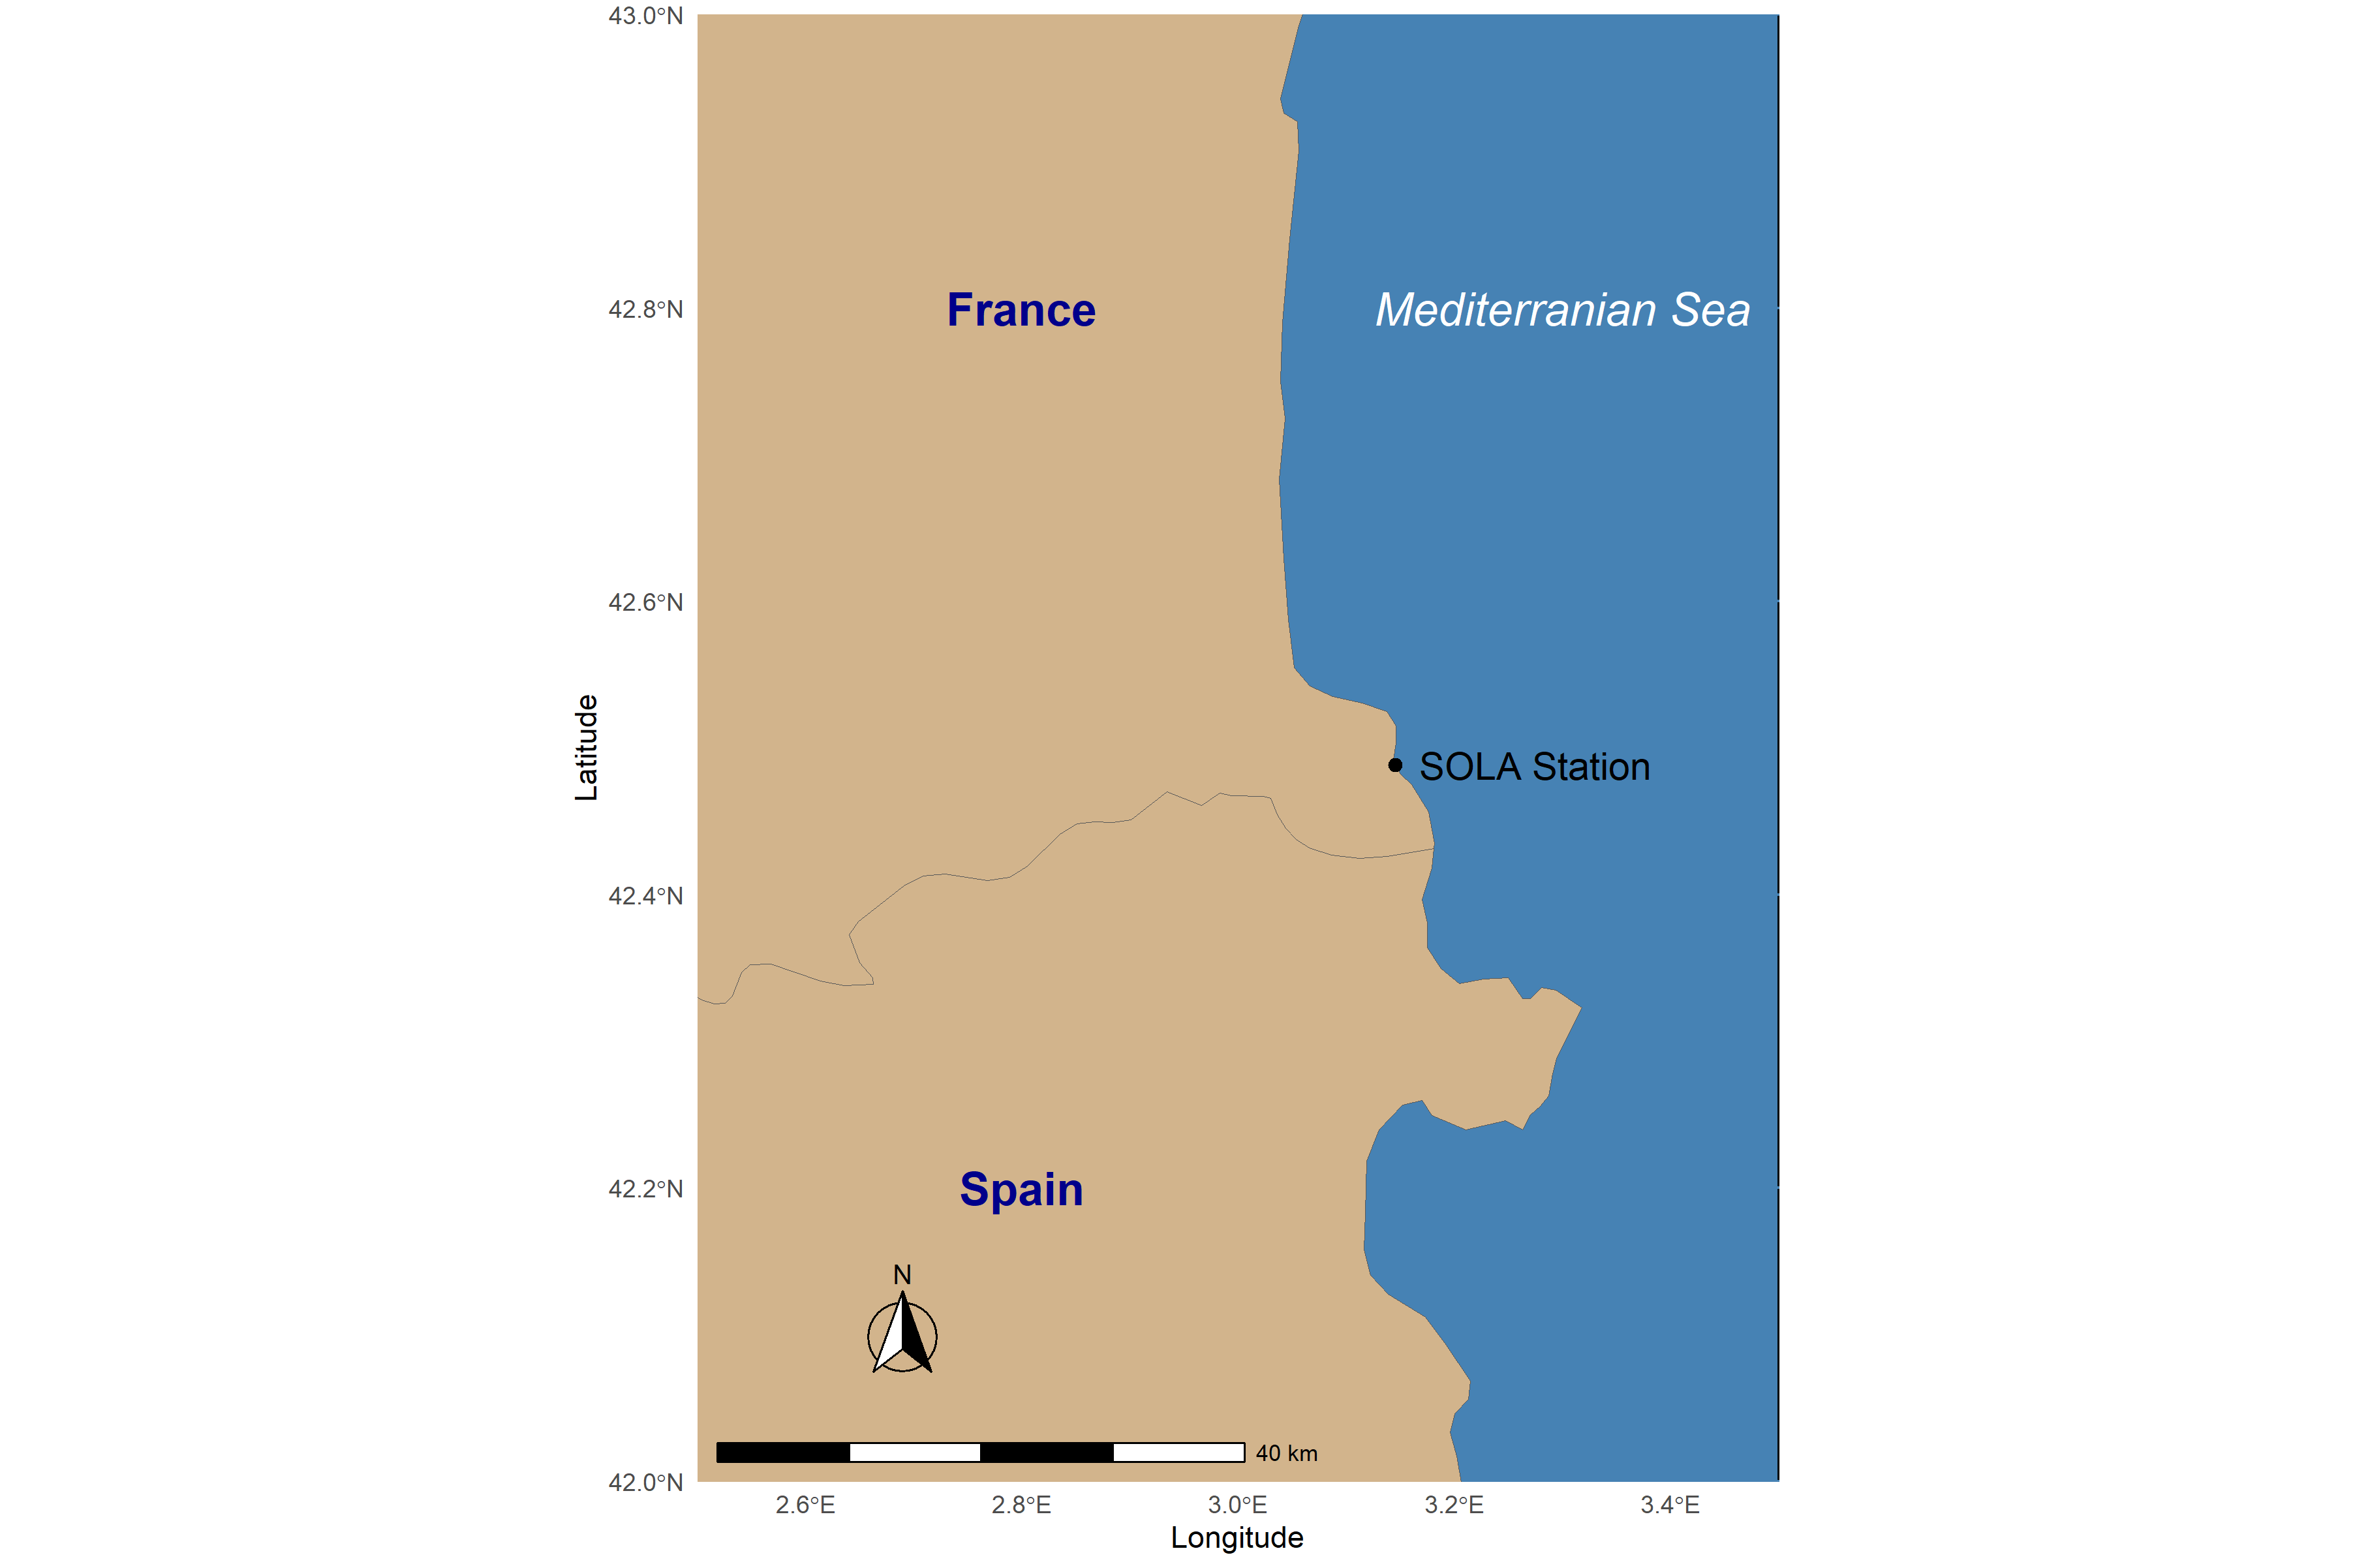 43.0°N
42.8°N
France
Mediterranian Sea
42.6°N
Latitude
SOLA Station
42.4°N
42.2°N
Spain
N
40 km
42.0°N
2.6°E
2.8°E
3.0°E
3.2°E
3.4°E
Longitude